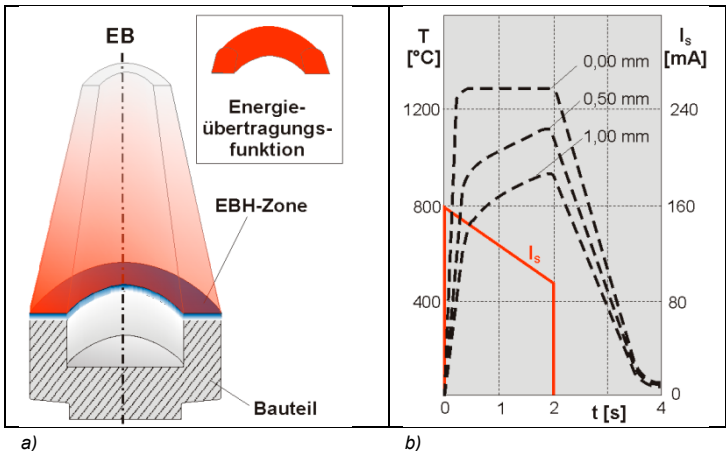 EB
Energie-
übertragungs-
funktion
EBH-Zone
Bauteil
a)
T
[°C]
Is
[mA]
0,00 mm
0,50 mm
1,00 mm
1200
800
400
240
160
80
0
Is
0
1
2
t [s]
4
b)